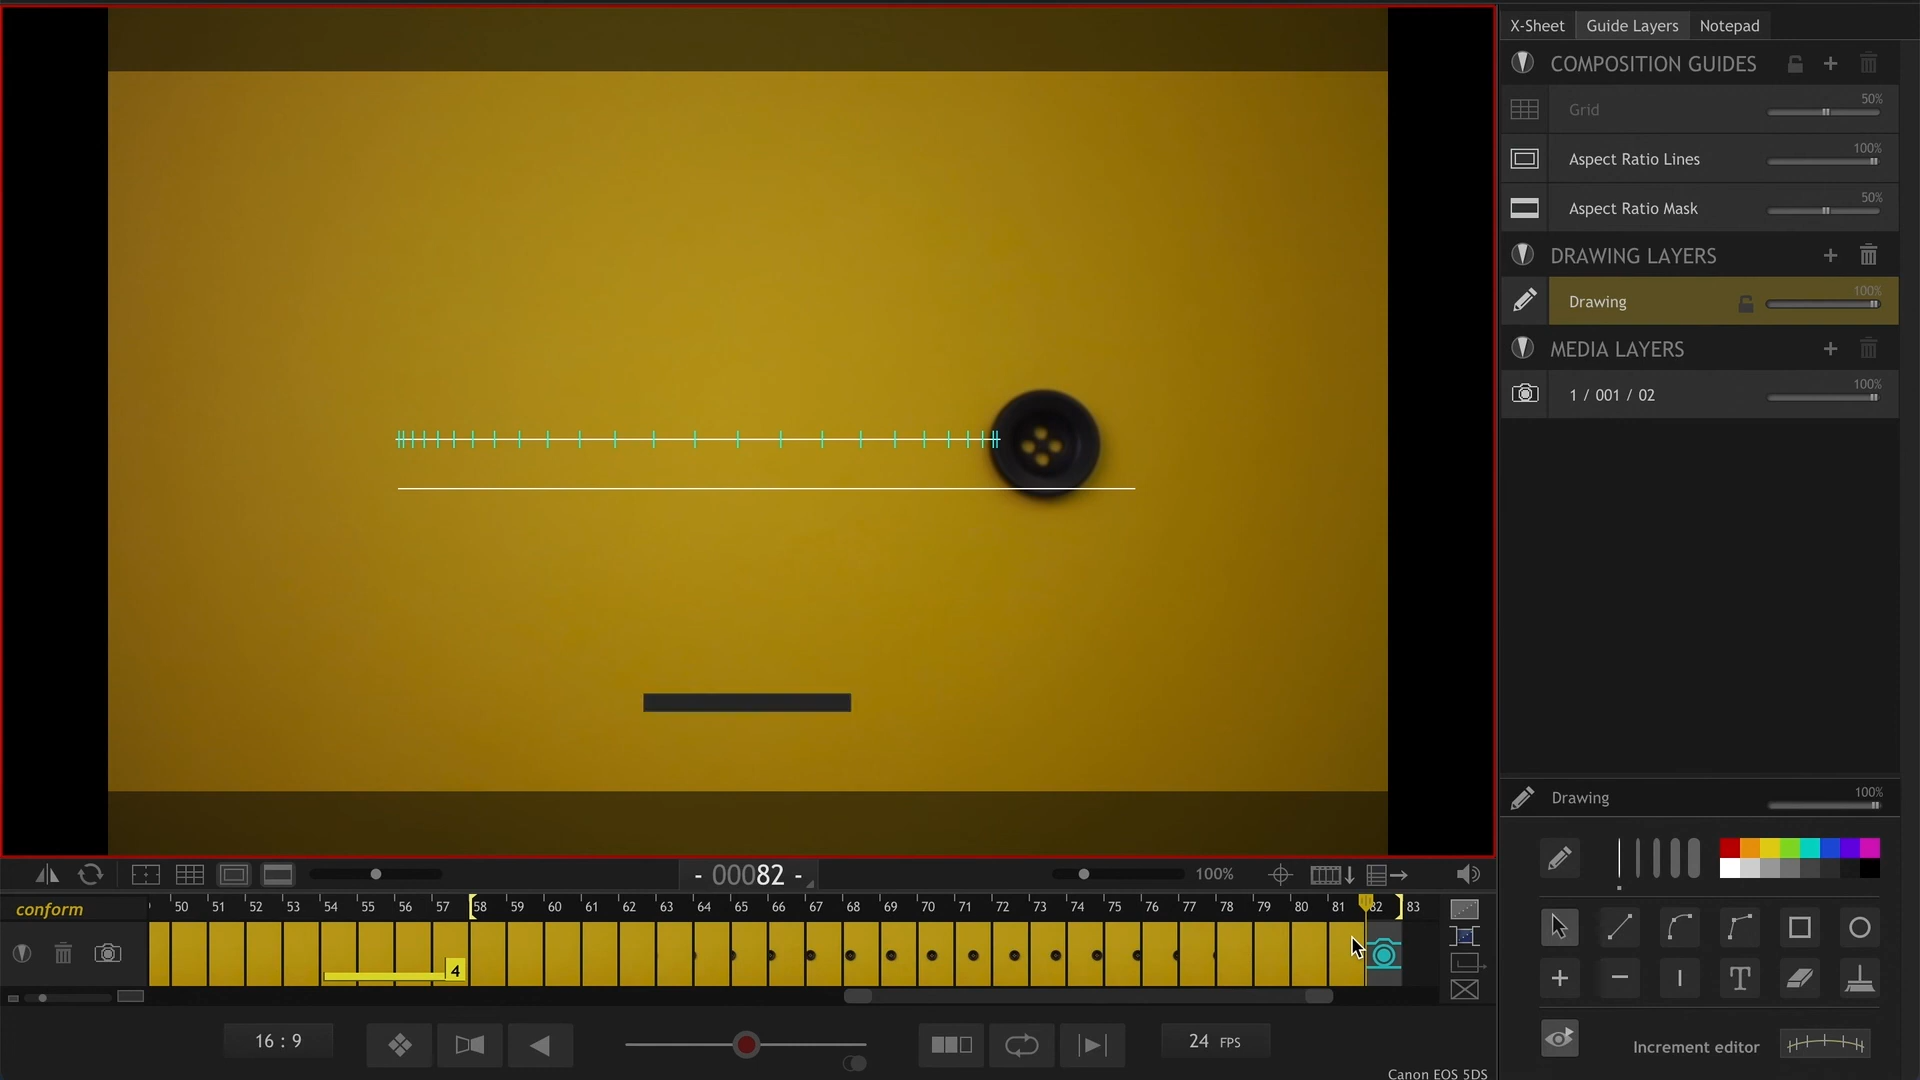 X-Sheet Guide Layers Notepad
COMPOSITION GUIDES
Grid 50%
Aspect Ratio Lines 100%
Aspect Ratio Mask 50%
DRAWING LAYERS
Drawing 100%
MEDIA LAYERS
1 / 001 / 02 100%
Drawing 100%
T
Increment editor
- 00082 -
100%
conform
50 51 52 53 54 55 56 57 58 59 60 61 62 63 64 65 66 67 68 69 70 71 72 73 74 75 76 77 78 79 80 81 82 83
4
16 : 9
24 FPS
Canon EOS 5DS